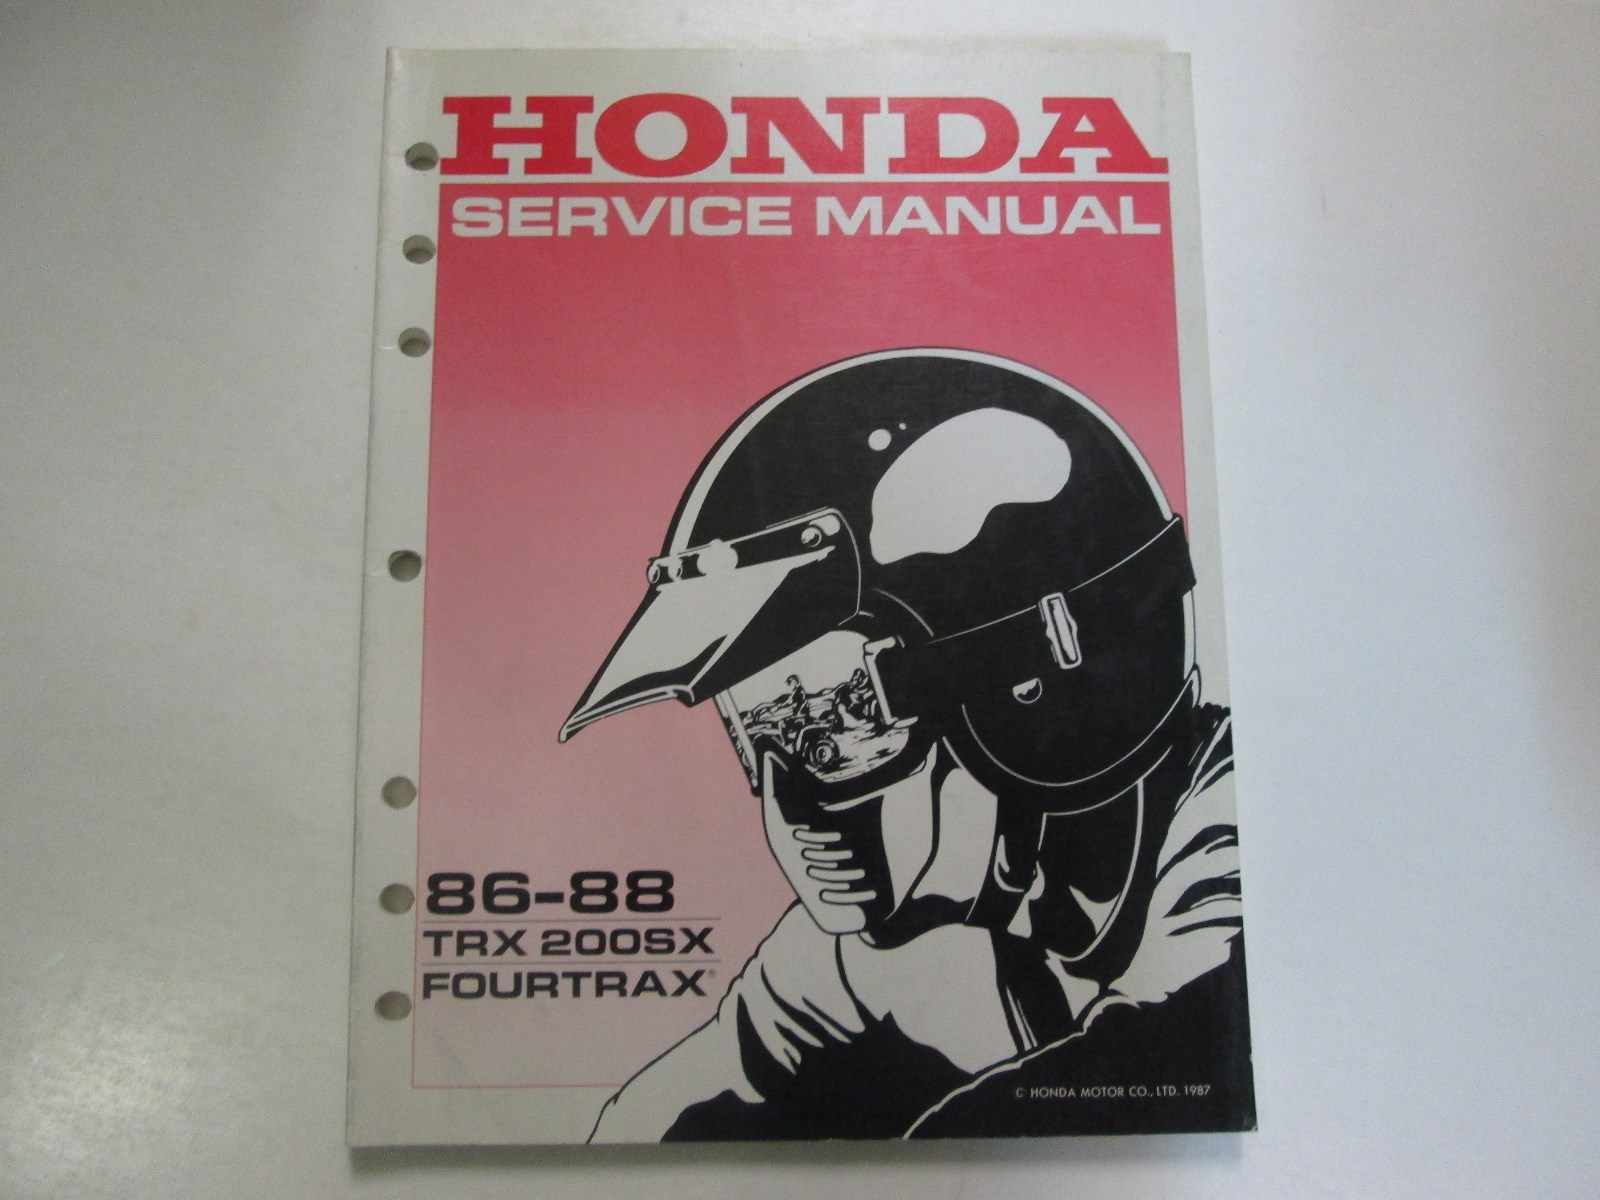 HONDA
SERVICE MANUAL
86-88
TRX 200SX
FOURTRAX®
© HONDA MOTOR CO., LTD. 1987